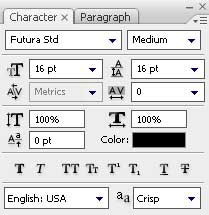 Character × Paragraph
Futura Std Medium
16 pt 16 pt
Metrics 0
100% 100%
0 pt Color:
T T TT Tт T¹ T₁ T T
English: USA aa Crisp